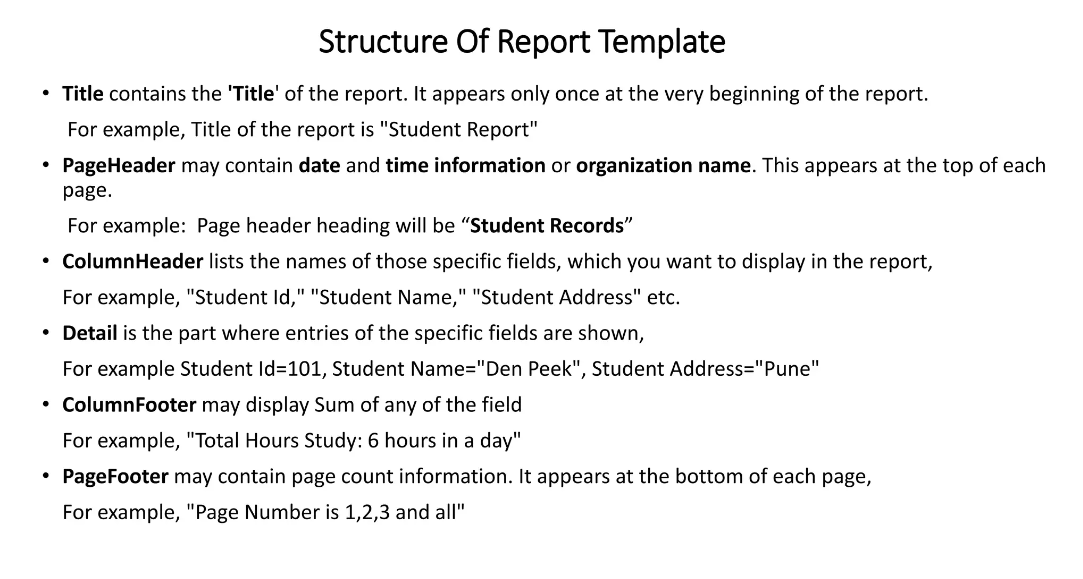 Structure Of Report Template
• Title contains the 'Title' of the report. It appears only once at the very beginning of the report.
For example, Title of the report is "Student Report"
• PageHeader may contain date and time information or organization name. This appears at the top of each
page.
For example:  Page header heading will be “Student Records”
• ColumnHeader lists the names of those specific fields, which you want to display in the report,
For example, "Student Id," "Student Name," "Student Address" etc.
• Detail is the part where entries of the specific fields are shown,
For example Student Id=101, Student Name="Den Peek", Student Address="Pune"
• ColumnFooter may display Sum of any of the field
For example, "Total Hours Study: 6 hours in a day"
• PageFooter may contain page count information. It appears at the bottom of each page,
For example, "Page Number is 1,2,3 and all"